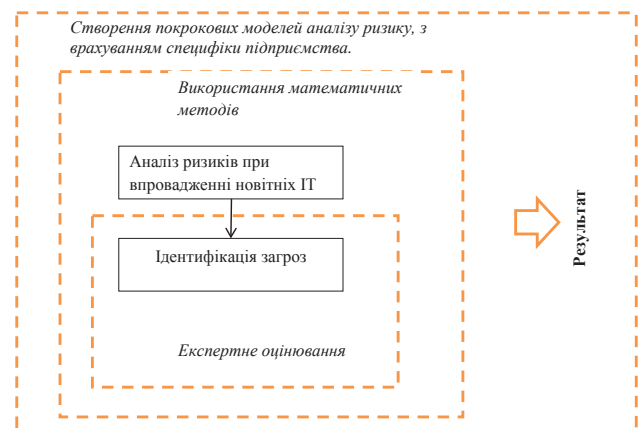 Створення покрокових моделей аналізу ризику, з
врахуванням специфіки підприємства.
Використання математичних
методів
Аналіз ризиків при
впровадженні новітніх ІТ
Ідентифікація загроз
Експертне оцінювання
Результат